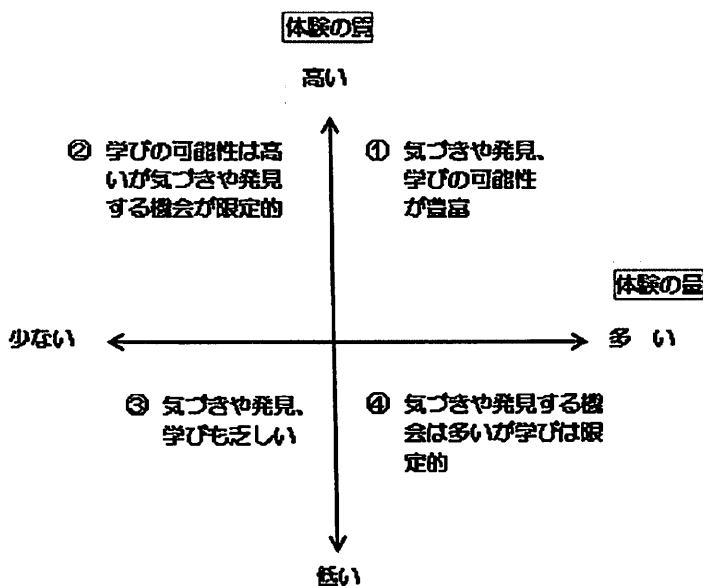 体験の質
高い
② 学びの可能性は高
いが気づきや発見
する機会が限定的
① 気づきや発見、
学びの可能性
が豊富
体験の量
少ない
多 い
③ 気づきや発見、
学びも乏しい
④ 気づきや発見する機
会は多いが学びは限
定的
低い